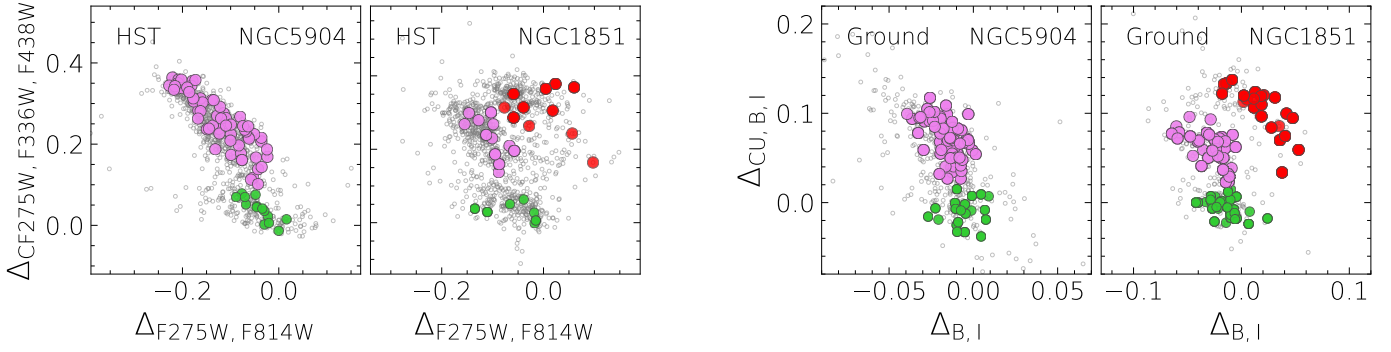 HST NGC5904
HST NGC1851
Ground NGC5904
Ground NGC1851
Δ_CF275W, F336W, F438W
0.4
0.2
0.0
−0.2 0.0
−0.2 0.0
Δ_F275W, F814W
Δ_F275W, F814W
Δ_CU, B, I
0.2
0.1
0.0
−0.05 0.00 0.05
−0.1 0.0 0.1
Δ_B, I
Δ_B, I